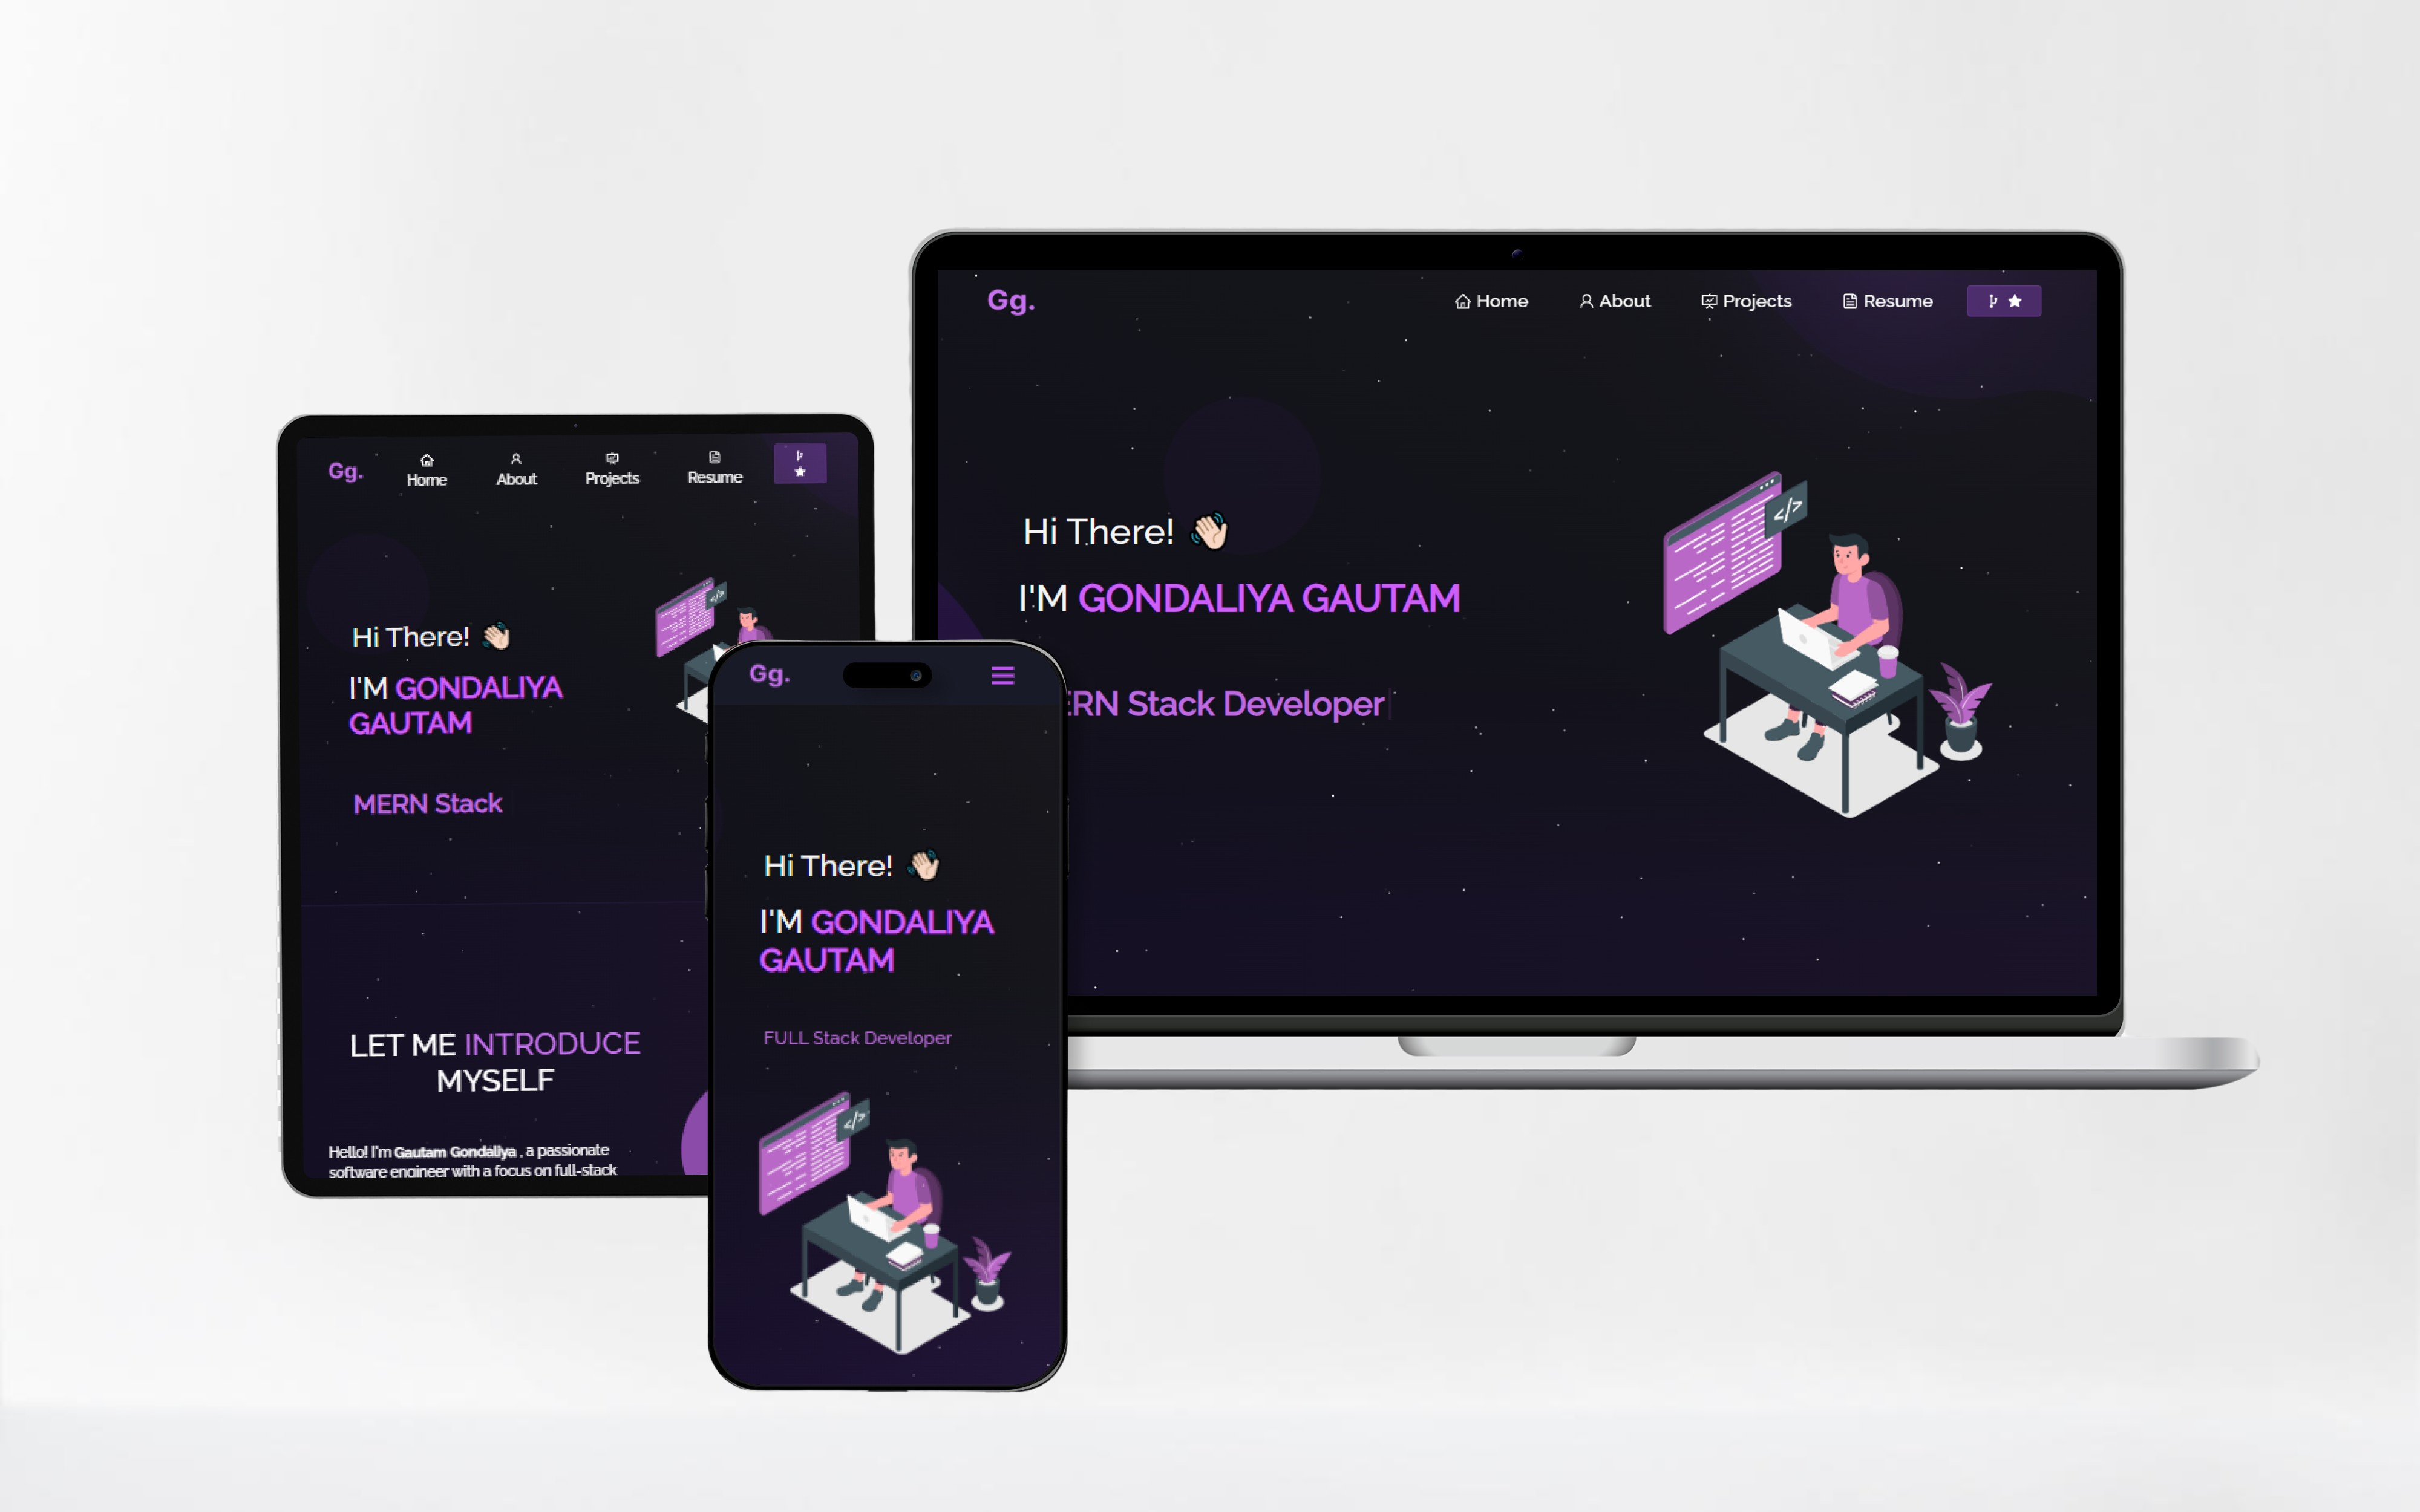 Gg.
Home About Projects Resume
Hi There!
I'M GONDALIYA GAUTAM
ERN Stack Developer
</>
Gg.
Home About Projects Resume
Hi There!
I'M GONDALIYA
GAUTAM
MERN Stack
</>
LET ME INTRODUCE
MYSELF
Hello! I'm Gautam Gondaliya , a passionate
software engineer with a focus on full-stack
Gg.
Hi There!
I'M GONDALIYA
GAUTAM
FULL Stack Developer
</>